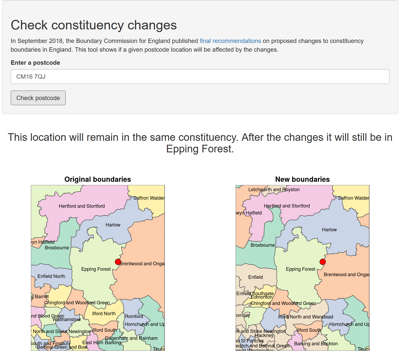 Check constituency changes
In September 2018, the Boundary Commission for England published final recommendations on proposed changes to constituency
boundaries in England. This tool shows if a given postcode location will be affected by the changes.
Enter a postcode
CM16 7QJ
Check postcode
This location will remain in the same constituency. After the changes it will still be in
Epping Forest.
Original boundaries
Saffron Walden
Hertford and Stortford
Harlow
Broxbourne
Epping Forest
Brentwood and Ongar
Enfield North
Chingford and Woodford Green
Ilford North
Romford
Hornchurch and Up
Ilford South
Dagenham and Rainham
East Ham Barking
New boundaries
Letchworth and Royston
Saffron Walden
Hertford and Stortford
Harlow
Broxbourne
Epping Forest
Brentwood and Ongar
Enfield
Edmonton
Chingford and Woodford Green
Hornchurch and Up
Ilford South